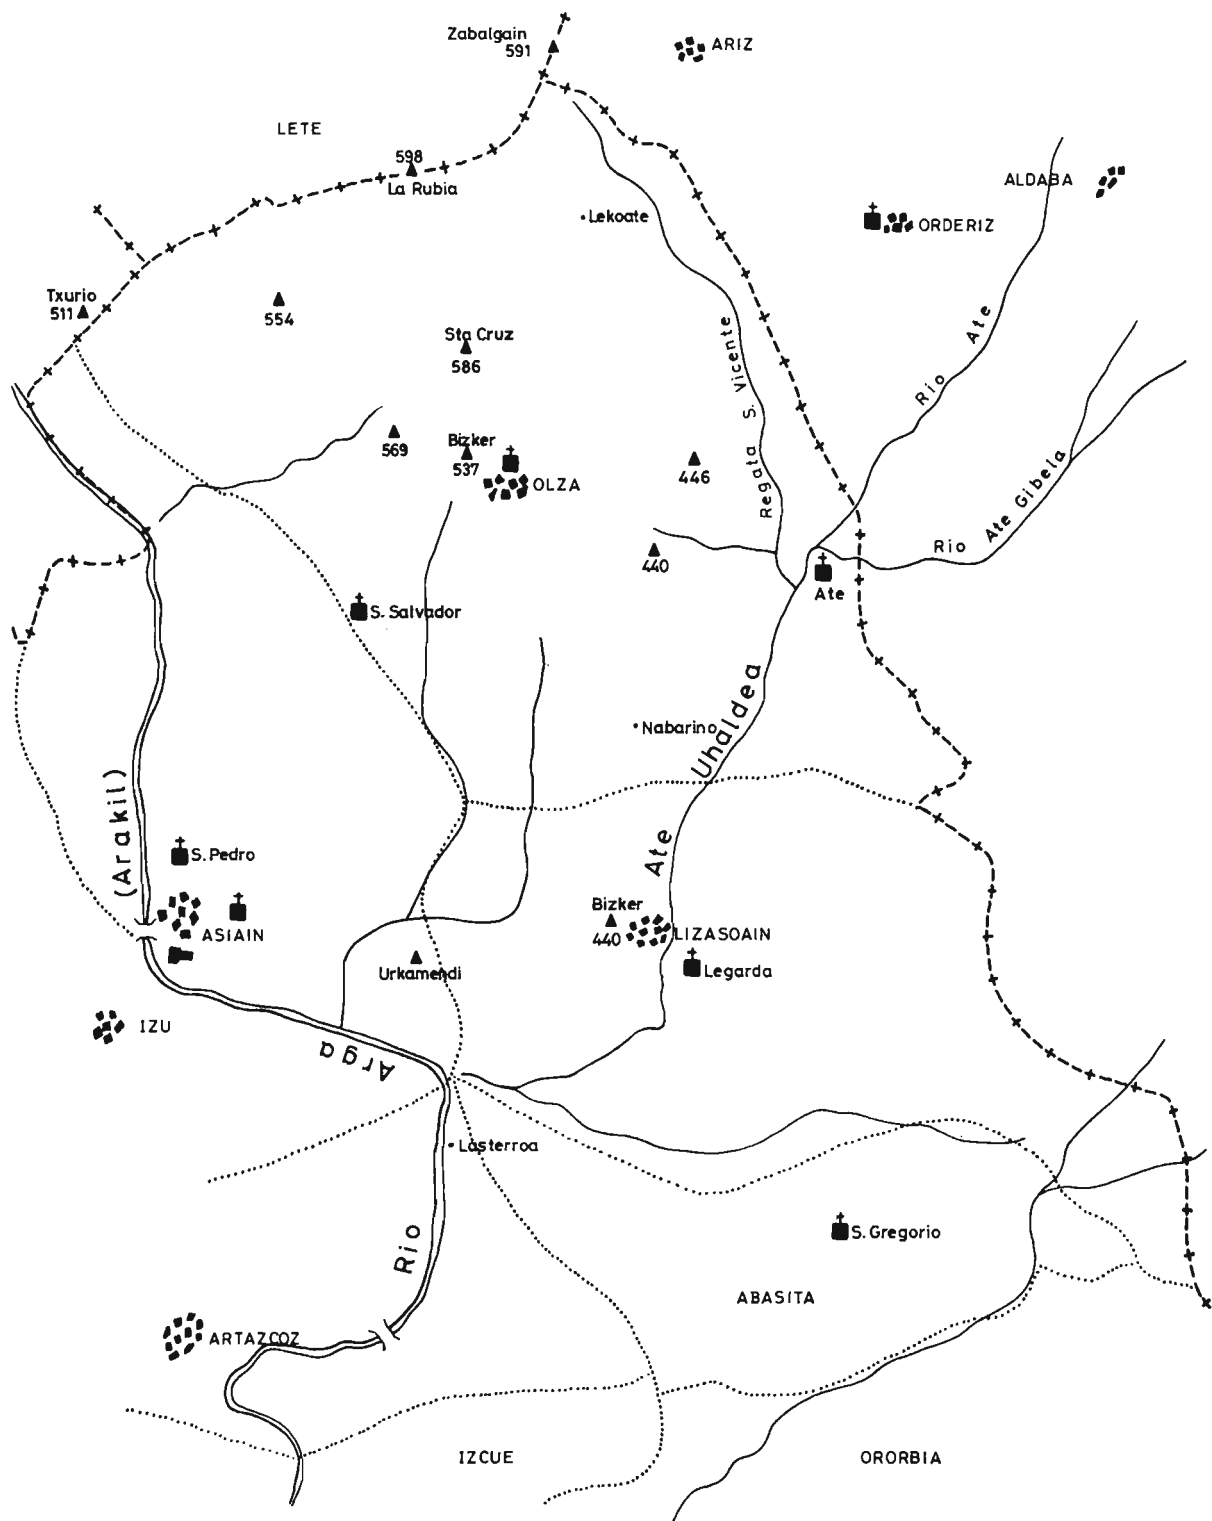 Zabalgain
591
ARIZ
LETE
598
La Rubia
ALDABA
Lekoate
ORDERIZ
Txurio
511
554
Sta Cruz
586
Regata S. Vicente
Rio Ate
569
Bizker
537
OLZA
446
Rio Ate Gibela
440
Ate
S. Salvador
Nabarino
Ate Uhaldea
(Arakil)
S. Pedro
ASIAIN
Bizker
440
LIZASOAIN
Legarda
Urkamendi
IZU
Rio Arga
Lasterroa
S. Gregorio
ABASITA
ARTAZCOZ
IZCUE
ORORBIA